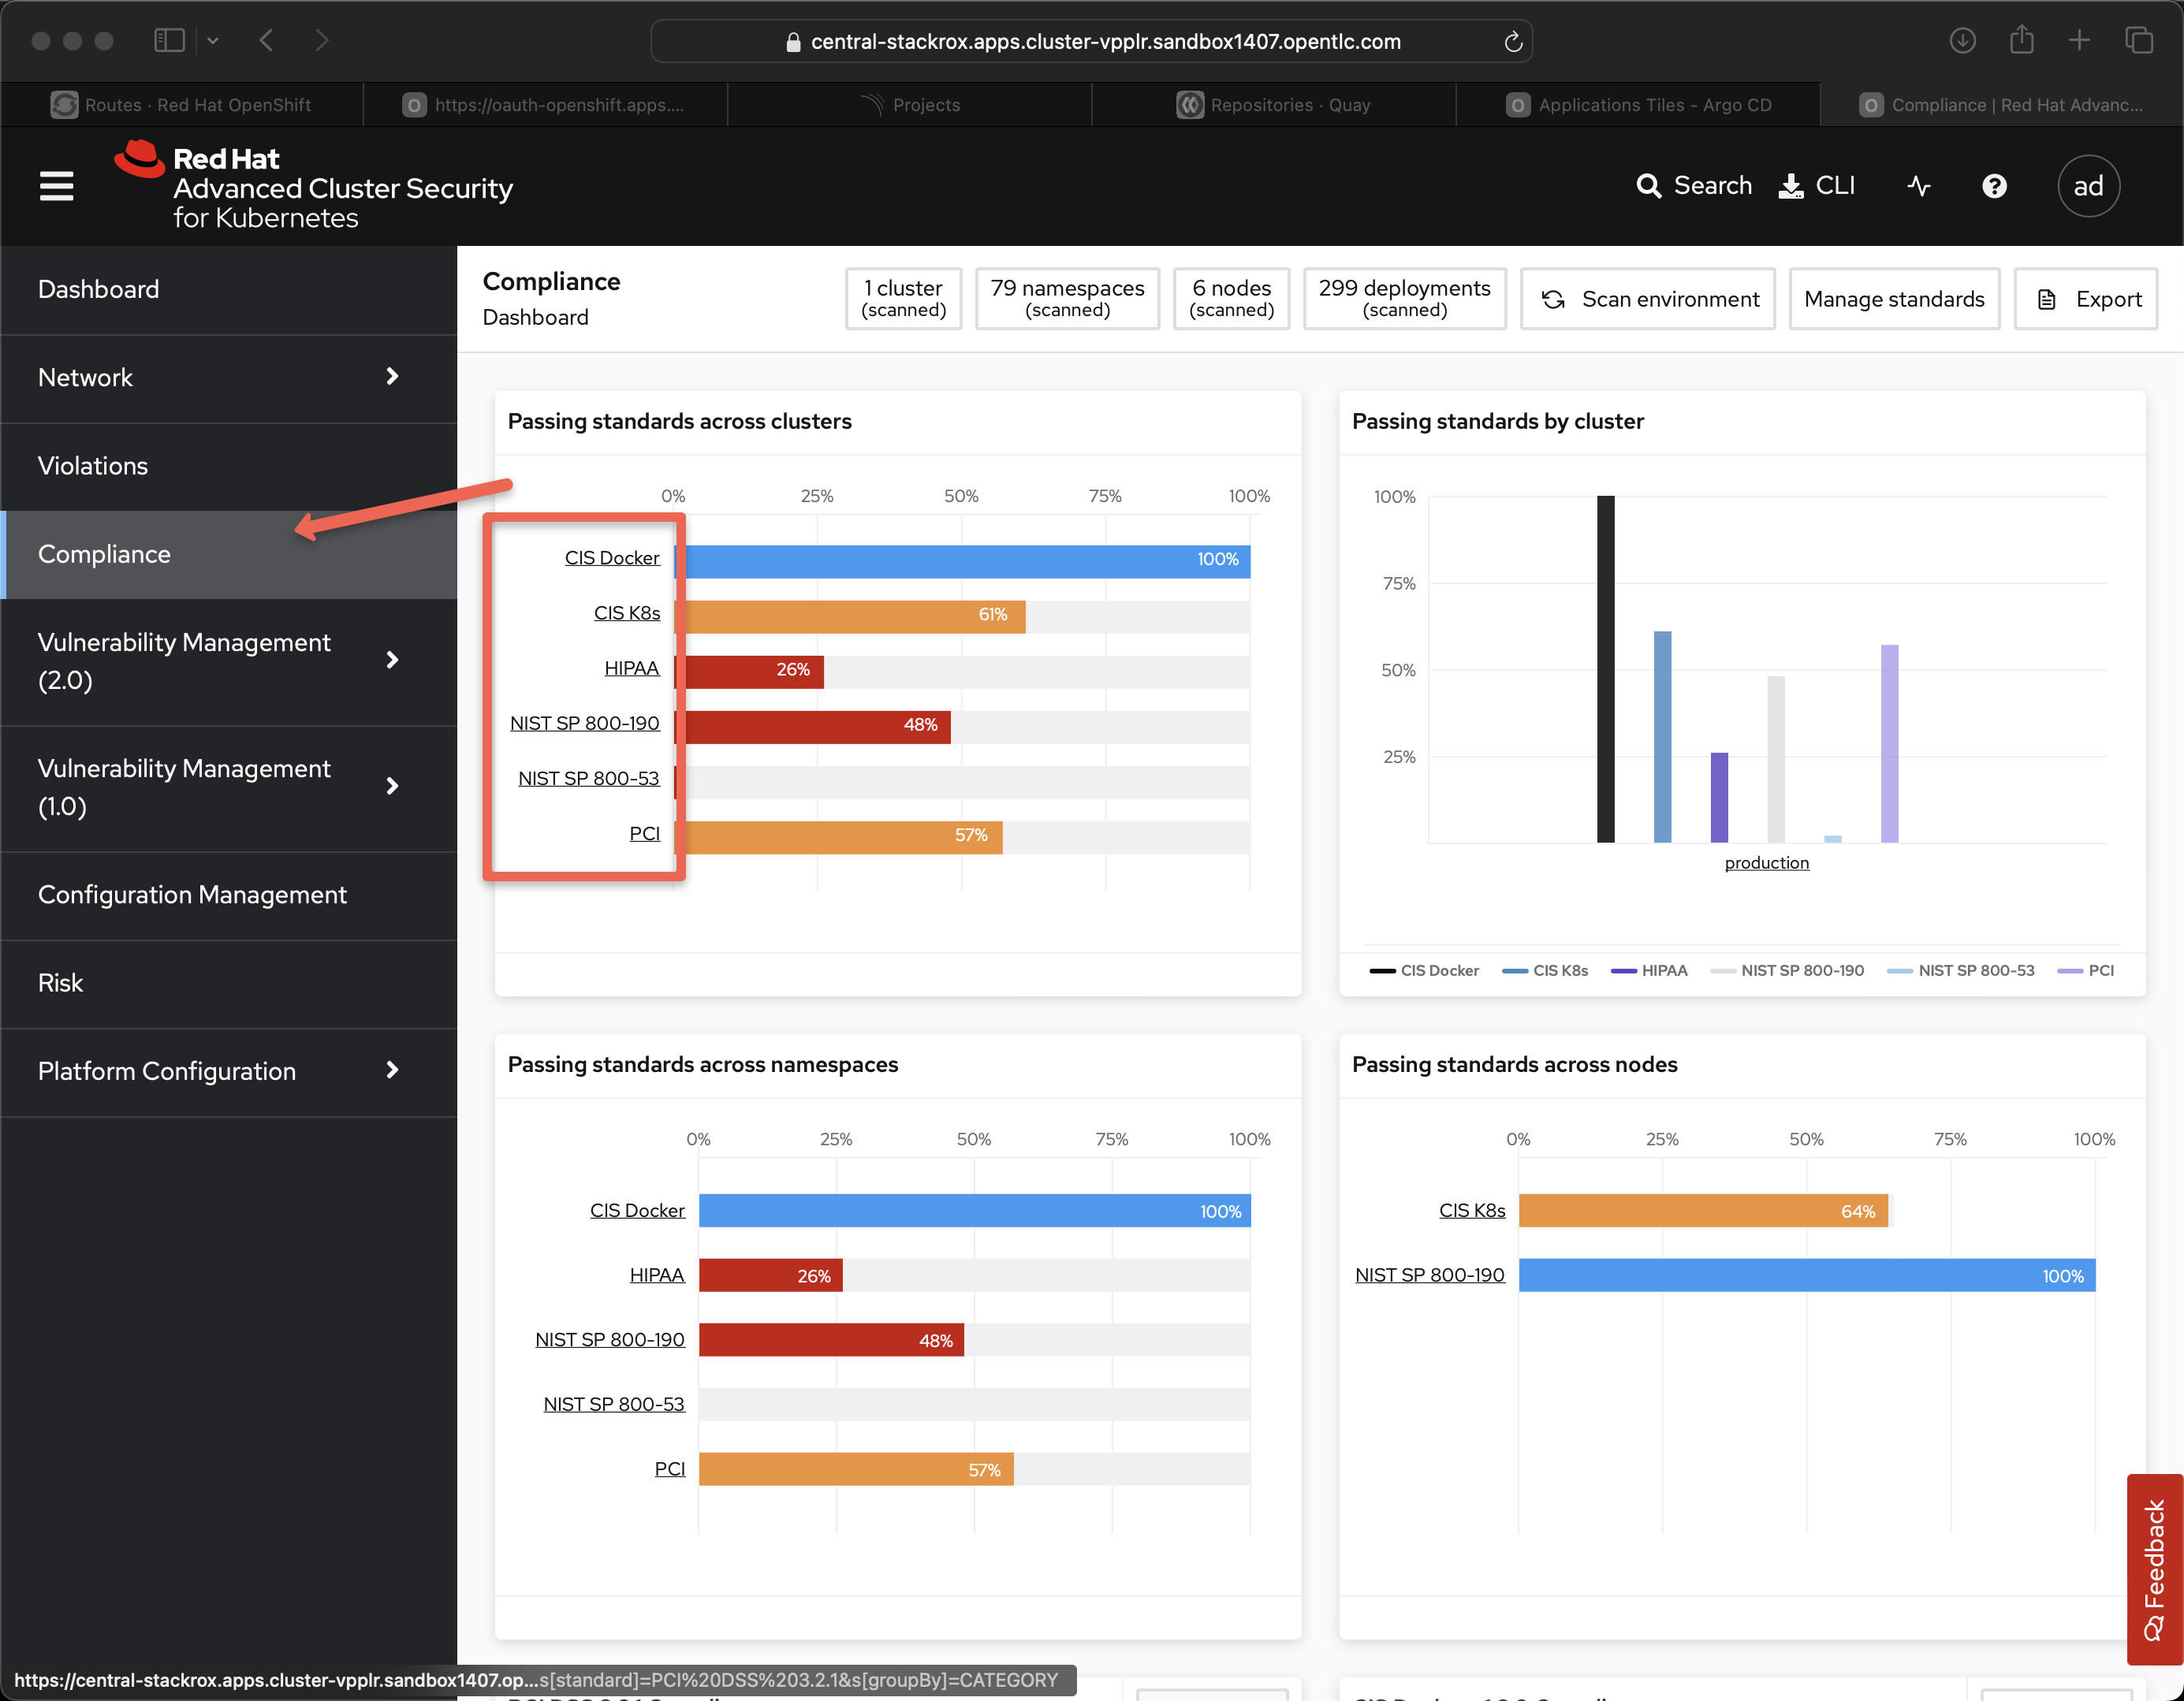 central-stackrox.apps.cluster-vpplr.sandbox1407.opentlc.com
Routes · Red Hat OpenShift
https://oauth-openshift.apps....
Projects
Repositories · Quay
Applications Tiles - Argo CD
Compliance | Red Hat Advanc...
Red Hat
Advanced Cluster Security
for Kubernetes
Search
CLI
ad
Dashboard
Network
Violations
Compliance
Vulnerability Management
(2.0)
Vulnerability Management
(1.0)
Configuration Management
Risk
Platform Configuration
Compliance
Dashboard
1 cluster
(scanned)
79 namespaces
(scanned)
6 nodes
(scanned)
299 deployments
(scanned)
Scan environment
Manage standards
Export
Passing standards across clusters
0% 25% 50% 75% 100%
CIS Docker 100%
CIS K8s 61%
HIPAA 26%
NIST SP 800-190 48%
NIST SP 800-53
PCI 57%
Passing standards by cluster
100%
75%
50%
25%
production
CIS Docker CIS K8s HIPAA NIST SP 800-190 NIST SP 800-53 PCI
Passing standards across namespaces
0% 25% 50% 75% 100%
CIS Docker 100%
HIPAA 26%
NIST SP 800-190 48%
NIST SP 800-53
PCI 57%
Passing standards across nodes
0% 25% 50% 75% 100%
CIS K8s 64%
NIST SP 800-190 100%
Feedback
https://central-stackrox.apps.cluster-vpplr.sandbox1407.op...s[standard]=PCI%20DSS%203.2.1&s[groupBy]=CATEGORY